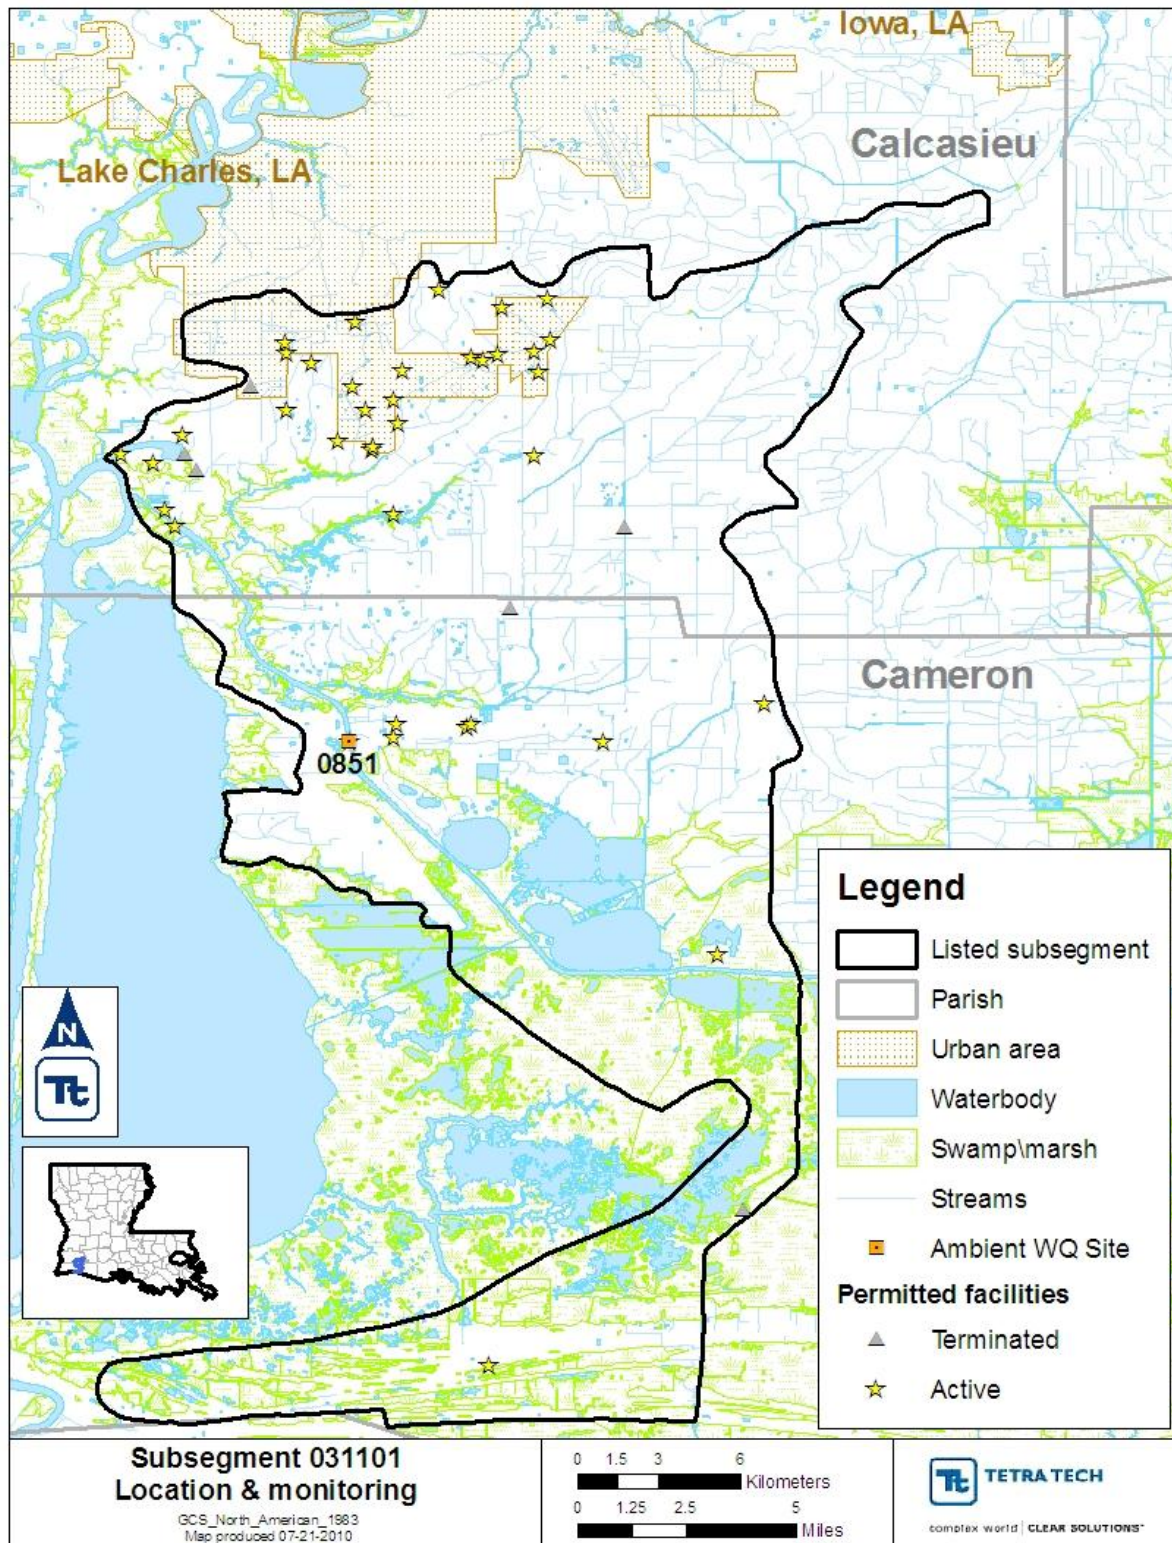 Iowa, LA
Calcasieu
Lake Charles, LA
Cameron
0851
N
Tt
Legend
Listed subsegment
Parish
Urban area
Waterbody
Swamp\marsh
Streams
Ambient WQ Site
Permitted facilities
Terminated
Active
Subsegment 031101
Location & monitoring
GCS_North_American_1983
Map produced 07-21-2010
0 1.5 3 6
Kilometers
0 1.25 2.5 5
Miles
Tt TETRA TECH
complex world | CLEAR SOLUTIONS™